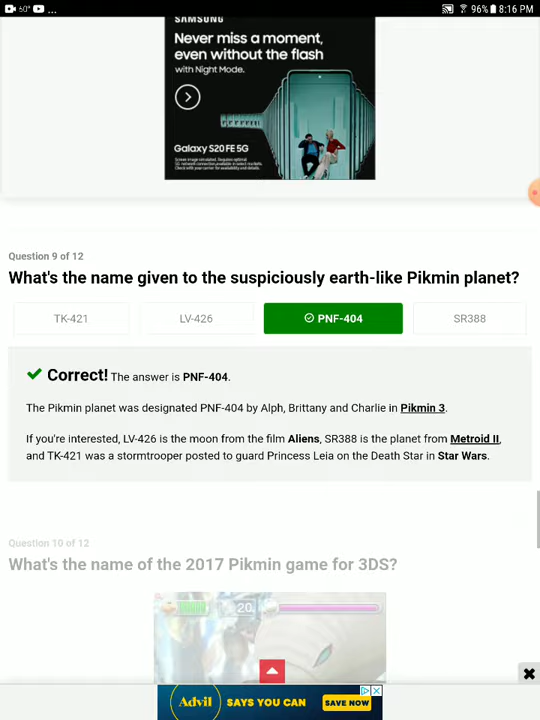 60°
...
96% 8:16 PM
SAMSUNG
Never miss a moment,
even without the flash
with Night Mode.
Galaxy S20 FE 5G
Question 9 of 12
What's the name given to the suspiciously earth-like Pikmin planet?
TK-421 LV-426 PNF-404 SR388
Correct! The answer is PNF-404.
The Pikmin planet was designated PNF-404 by Alph, Brittany and Charlie in Pikmin 3.
If you're interested, LV-426 is the moon from the film Aliens, SR388 is the planet from Metroid II,
and TK-421 was a stormtrooper posted to guard Princess Leia on the Death Star in Star Wars.
Question 10 of 12
What's the name of the 2017 Pikmin game for 3DS?
20
Advil SAYS YOU CAN SAVE NOW